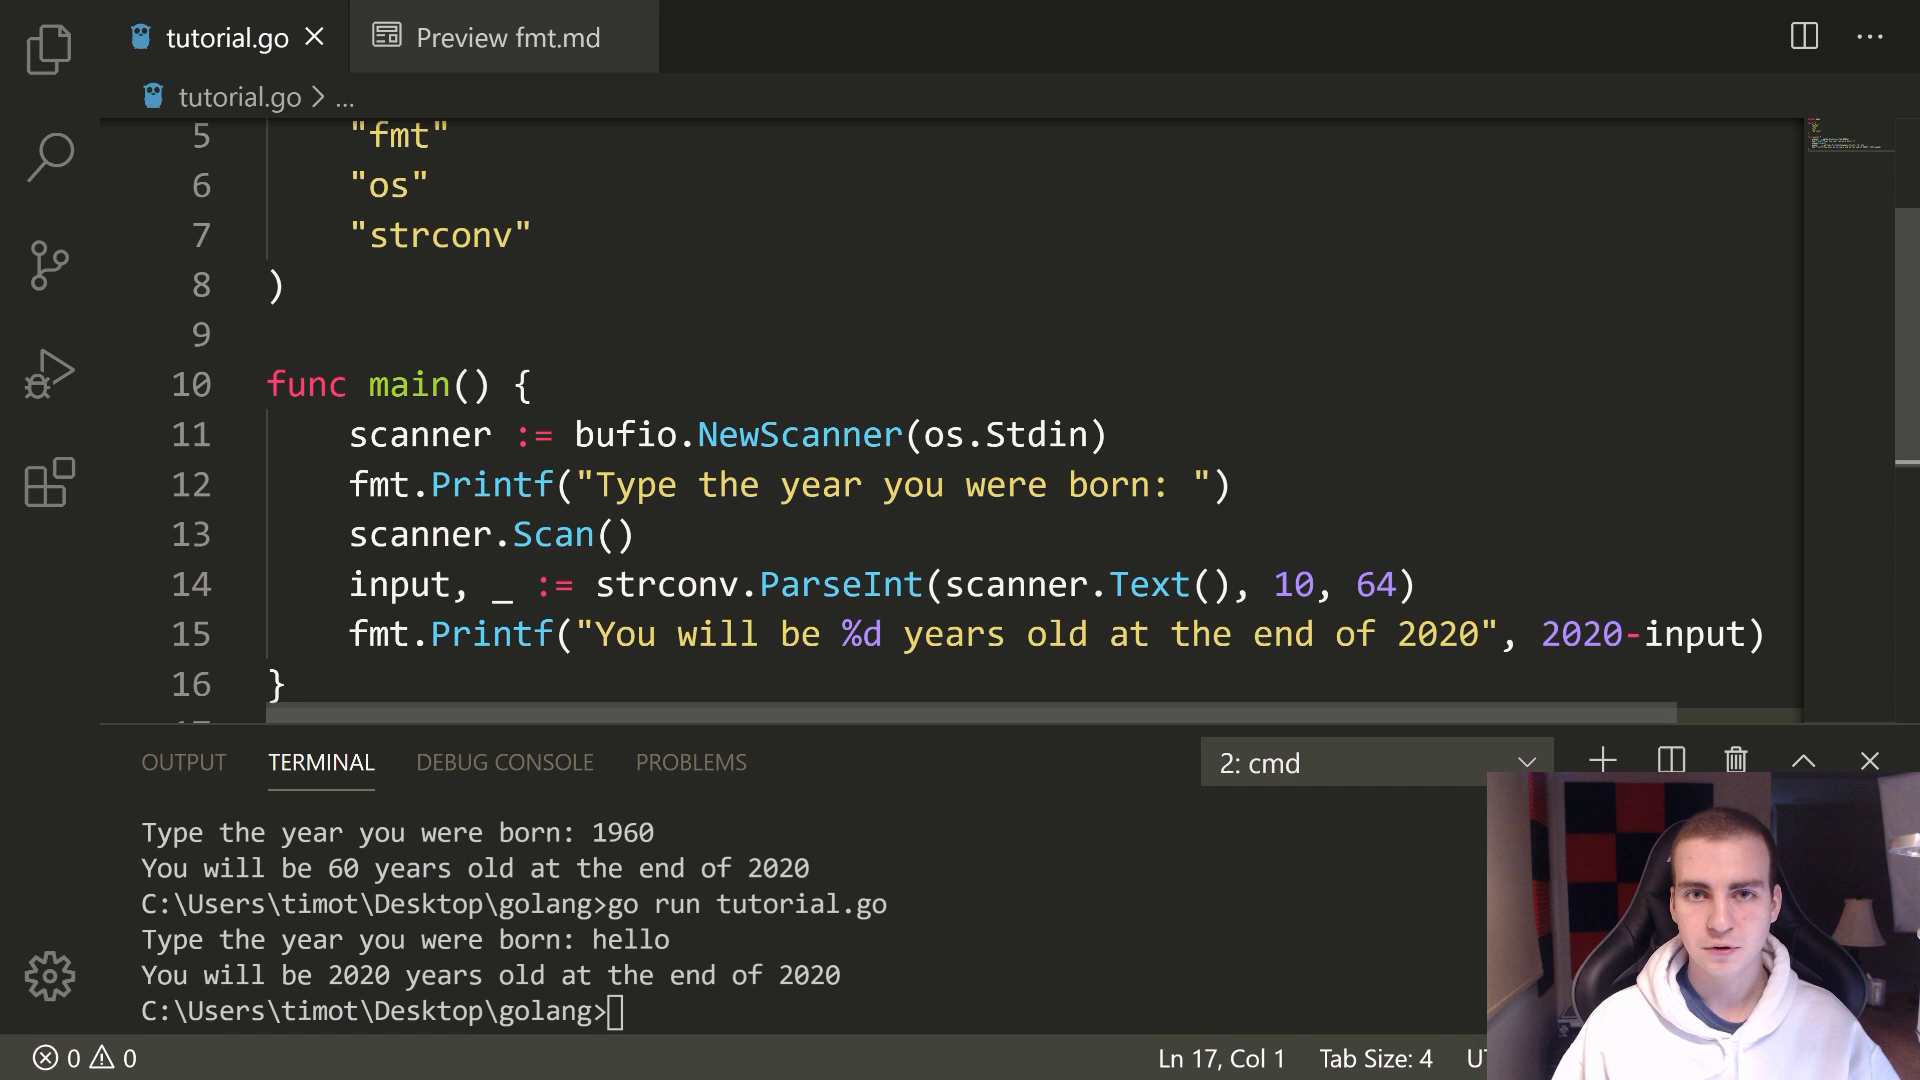 tutorial.go
Preview fmt.md
tutorial.go > ...
5 "fmt"
6 "os"
7 "strconv"
8 )
9
10 func main() {
11 scanner := bufio.NewScanner(os.Stdin)
12 fmt.Printf("Type the year you were born: ")
13 scanner.Scan()
14 input, _ := strconv.ParseInt(scanner.Text(), 10, 64)
15 fmt.Printf("You will be %d years old at the end of 2020", 2020-input)
16 }
OUTPUT TERMINAL DEBUG CONSOLE PROBLEMS 2: cmd
Type the year you were born: 1960
You will be 60 years old at the end of 2020
C:\Users\timot\Desktop\golang>go run tutorial.go
Type the year you were born: hello
You will be 2020 years old at the end of 2020
C:\Users\timot\Desktop\golang>
0 0 Ln 17, Col 1 Tab Size: 4